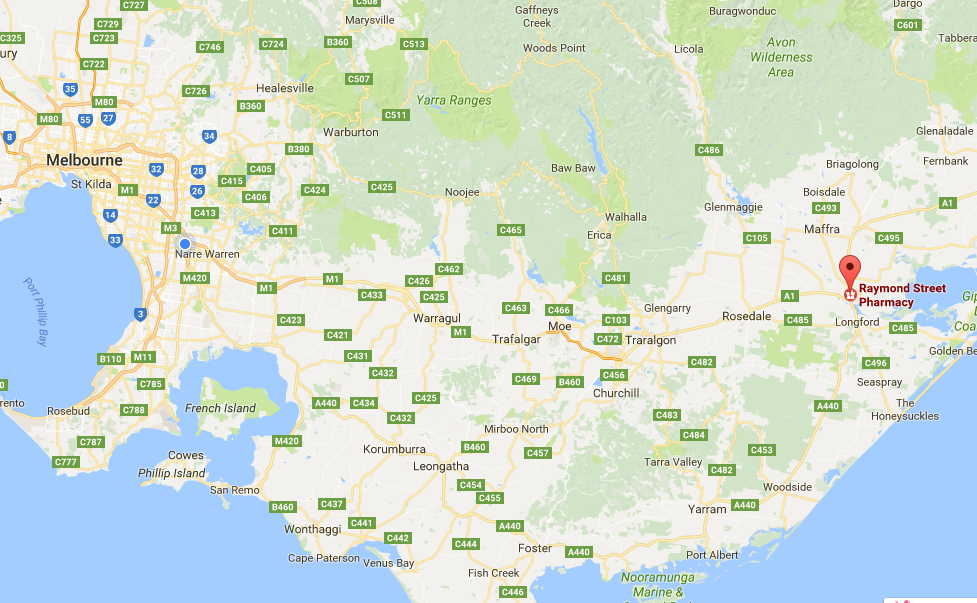 C727
C508
Marysville
Gaffneys
Creek
Buragwonduc
Dargo
C729
C601
C325
C723
C746
C724
B360
C513
Woods Point
Licola
Avon
Wilderness
Area
Tabbera
ury
C722
C507
35
C726
Healesville
M80
B360
Yarra Ranges
M80
55
27
C511
8
34
Warburton
Glenaladale
B380
C486
Melbourne
32
28
C405
Baw Baw
Briagolong
Fernbank
St Kilda
M1
26
C415
C406
C424
C425
Noojee
Boisdale
22
C413
Glenmaggie
C493
A1
14
Walhalla
M3
C411
C465
Erica
Maffra
33
C105
C495
Narre Warren
C462
M420
M1
C426
C481
M1
C433
C425
A1
Raymond Street
Pharmacy
Port Phillip
Bay
3
C423
Warragul
C463
C466
Glengarry
Rosedale
Gip
C421
M1
Trafalgar
Moe
C103
C485
Longford
C485
Coa
C472
Traralgon
B110
M11
C431
C482
Golden Be
C432
C469
B460
C456
C496
0
C785
Churchill
Seaspray
rento
Rosebud
C788
French Island
A440
C434
C425
The
Honeysuckles
C432
C483
A440
C787
M420
Mirboo North
C484
C777
Korumburra
B460
C457
C453
Cowes
Leongatha
Tarra Valley
C482
Phillip Island
San Remo
C454
Woodside
C455
B460
C437
Yarram
A440
Wonthaggi
C441
A440
C442
C444
Foster
A440
Port Albert
Cape Paterson
Venus Bay
Fish Creek
Nooramunga
Marine &
C446